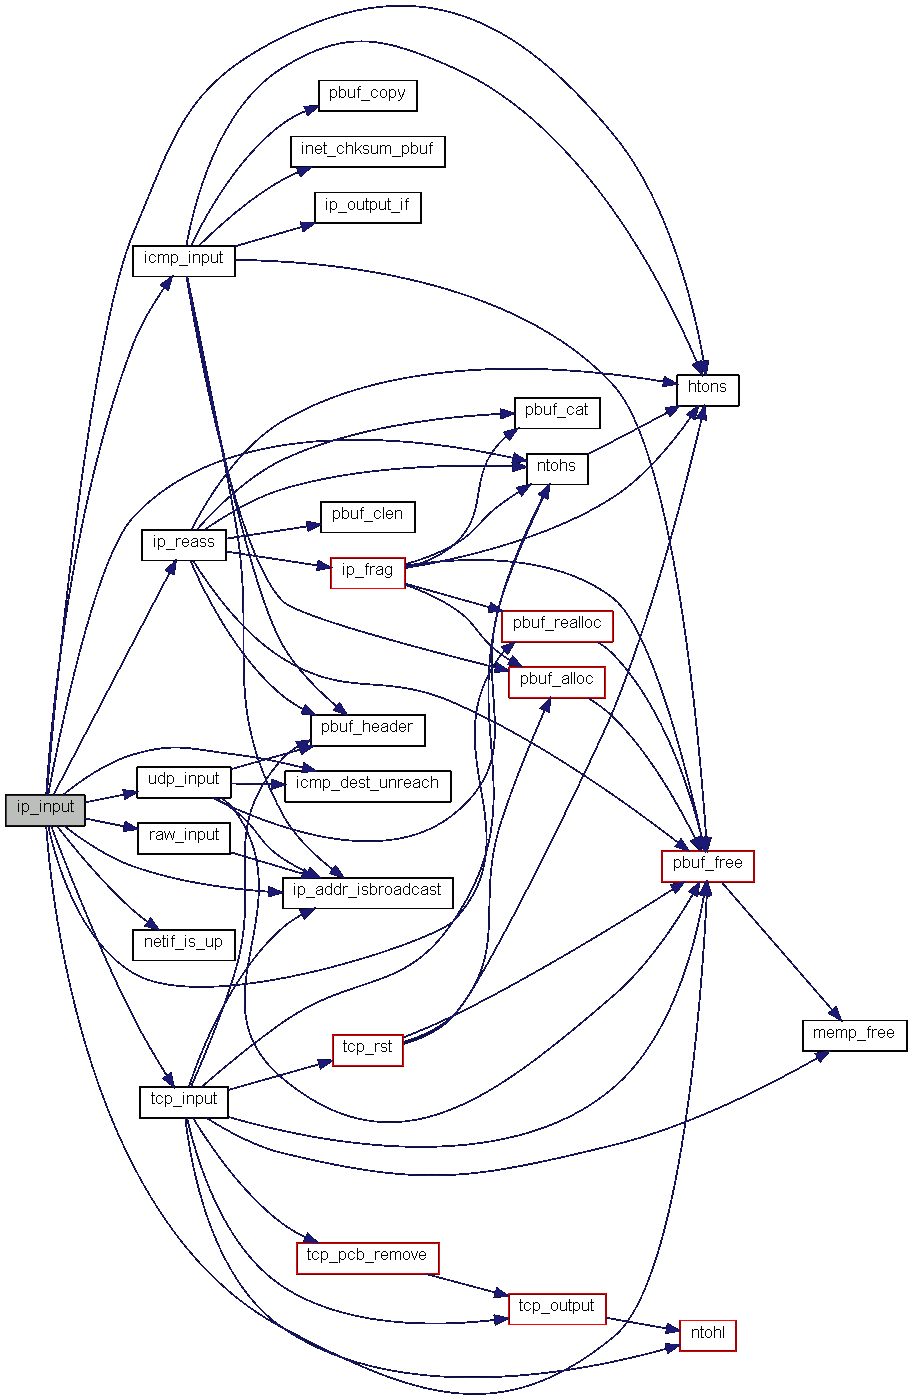 pbuf_copy
inet_chksum_pbuf
ip_output_if
icmp_input
htons
pbuf_cat
ntohs
pbuf_clen
ip_reass
ip_frag
pbuf_realloc
pbuf_alloc
pbuf_header
udp_input
icmp_dest_unreach
ip_input
raw_input
pbuf_free
ip_addr_isbroadcast
netif_is_up
memp_free
tcp_rst
tcp_input
tcp_pcb_remove
tcp_output
ntohl